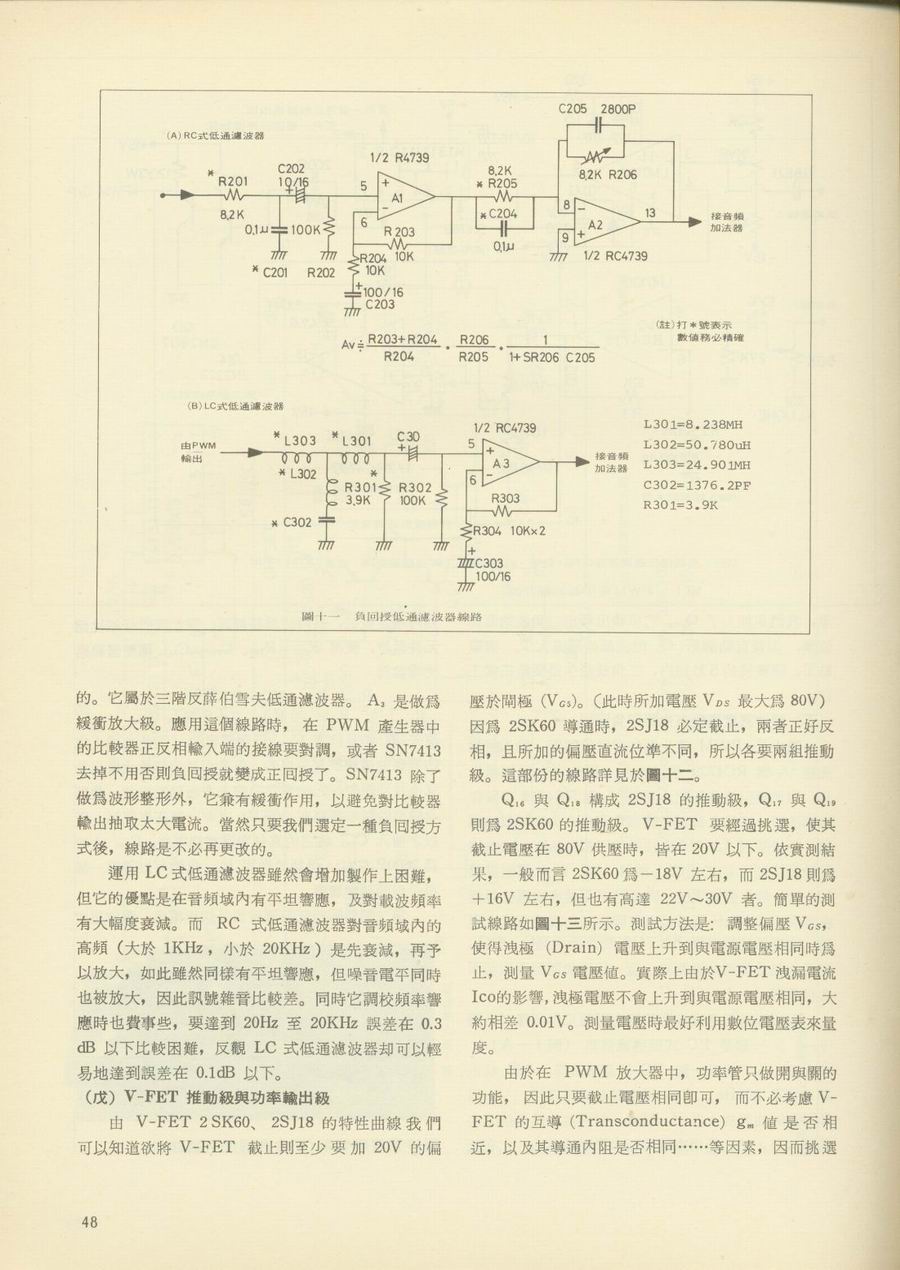 (A) RC式低通濾波器
C205 2800P
8,2K R206
1/2 R4739
C202
10/16
+
*
R201
8,2K
0,1μ
100K
* C201
R202
5
6
+
−
A1
R203
10K
R204
10K
+
100/16
C203
8,2K
* R205
* C204
0,1μ
8
9
−
+
A2
13
1/2 RC4739
接音頻
加法器
(註)打*號表示
數値務必精確
Av≒ R203+R204/R204 · R206/R205 · 1/1+SR206 C205
(B) LC式低通濾波器
由PWM
輸出
* L303
* L301
C30
+
* L302
*
R301
3,9K
R302
100K
* C302
1/2 RC4739
5
6
+
−
A3
R303
R304 10K×2
+
C303
100/16
接音頻
加法器
L301=8.238MH
L302=50.780uH
L303=24.901MH
C302=1376.2PF
R301=3.9K
圖十一 負回授低通濾波器線路
的。它屬於三階反薛伯雪夫低通濾波器。 A₃ 是做爲
緩衝放大級。應用這個線路時， 在 PWM 產生器中
的比較器正反相輸入端的接線要對調，或者 SN7413
去掉不用否則負回授就變成正回授了。SN7413 除了
做爲波形整形外，它兼有緩衝作用，以避免對比較器
輸出抽取太大電流。當然只要我們選定一種負回授方
式後，線路是不必再更改的。
運用 LC 式低通濾波器雖然會增加製作上困難，
但它的優點是在音頻域內有平坦響應，及對載波頻率
有大幅度衰減。而 RC 式低通濾波器對音頻域內的
高頻（大於 1KHz，小於 20KHz）是先衰減，再予
以放大，如此雖然同樣有平坦響應，但噪音電平同時
也被放大，因此訊號雜音比較差。同時它調校頻率響
應時也費事些，要達到 20Hz 至 20KHz 誤差在 0.3
dB 以下比較困難，反觀 LC 式低通濾波器却可以輕
易地達到誤差在 0.1dB 以下。
（戊）V-FET 推動級與功率輸出級
由 V-FET 2SK60、 2SJ18 的特性曲線我們
可以知道欲將 V-FET 截止則至少要加 20V 的偏
壓於閘極 (VGS)。（此時所加電壓 VDS 最大爲 80V）
因爲 2SK60 導通時，2SJ18 必定截止，兩者正好反
相，且所加的偏壓直流位準不同，所以各要兩組推動
級。這部份的線路詳見於圖十二。
Q₁₆ 與 Q₁₈ 構成 2SJ18 的推動級，Q₁₇ 與 Q₁₉
則爲 2SK60 的推動級。 V-FET 要經過挑選，使其
截止電壓在 80V 供壓時，皆在 20V 以下。依實測結
果，一般而言 2SK60 爲－18V 左右，而 2SJ18 則爲
＋16V 左右，但也有高達 22V～30V 者。簡單的測
試線路如圖十三所示。測試方法是: 調整偏壓 VGS，
使得洩極（Drain）電壓上升到與電源電壓相同時爲
止，測量 VGS 電壓値。實際上由於V-FET 洩漏電流
Ico的影響，洩極電壓不會上升到與電源電壓相同，大
約相差 0.01V。測量電壓時最好利用數位電壓表來量
度。
由於在 PWM 放大器中，功率管只做開與關的
功能， 因此只要截止電壓相同卽可， 而不必考慮 V-
FET 的互導 (Transconductance) gm 値是否相
近，以及其導通內阻是否相同……等因素，因而挑選
48